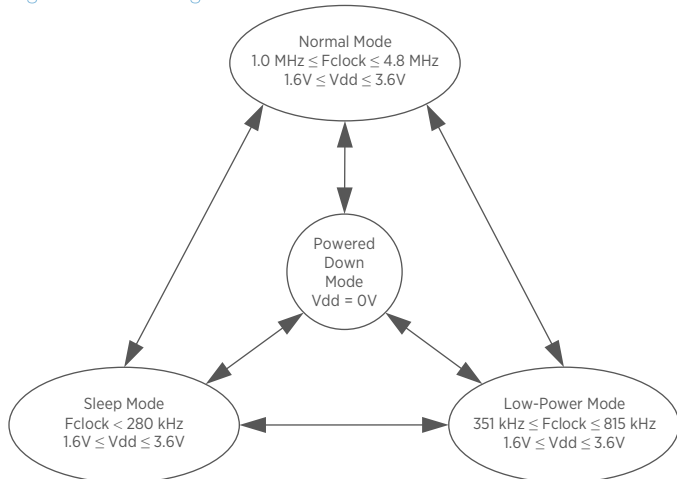 Normal Mode
1.0 MHz ≤ Fclock ≤ 4.8 MHz
1.6V ≤ Vdd ≤ 3.6V
Powered
Down
Mode
Vdd = 0V
Sleep Mode
Fclock < 280 kHz
1.6V ≤ Vdd ≤ 3.6V
Low-Power Mode
351 kHz ≤ Fclock ≤ 815 kHz
1.6V ≤ Vdd ≤ 3.6V